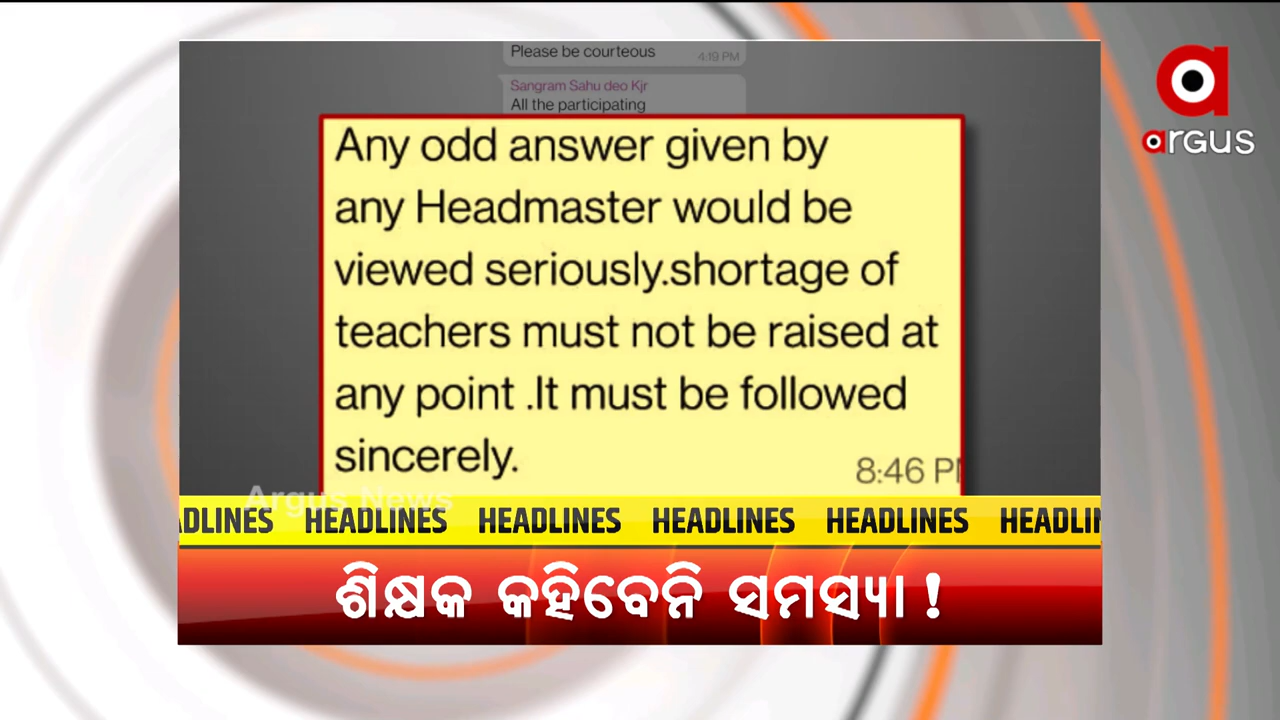 Please be courteous
4:19 PM
Sangram Sahu deo Kjr
All the participating
Any odd answer given by
any Headmaster would be
viewed seriously.shortage of
teachers must not be raised at
any point .It must be followed
sincerely.
8:46 P
argus
Argus News
ADLINES HEADLINES HEADLINES HEADLINES HEADLINES HEADLIN
ଶିକ୍ଷକ କହିବେନି ସମସ୍ୟା !